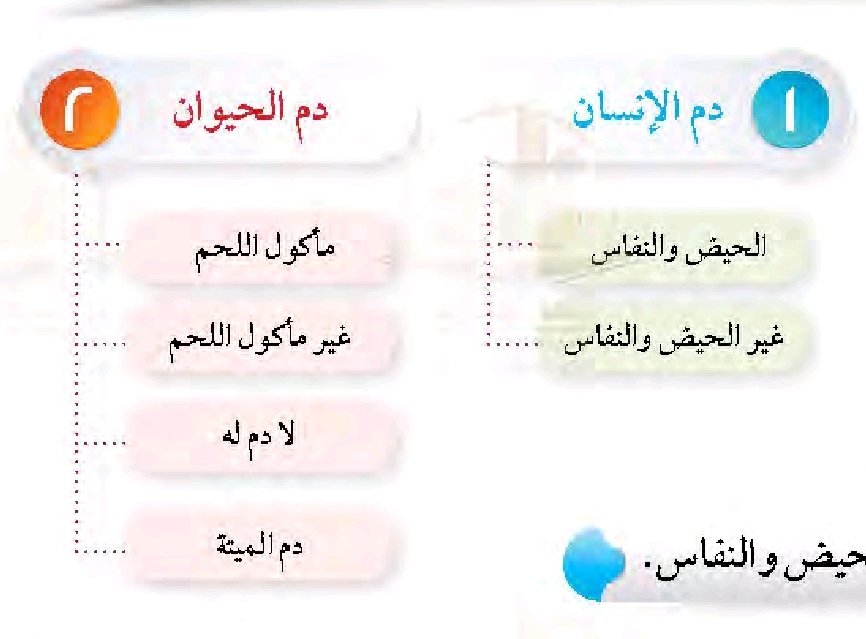 ١ دم الإنسان
الحيض والنفاس
غير الحيض والنفاس
٢ دم الحيوان
مأكول اللحم
غير مأكول اللحم
لا دم له
دم الميتة
والنفاس.